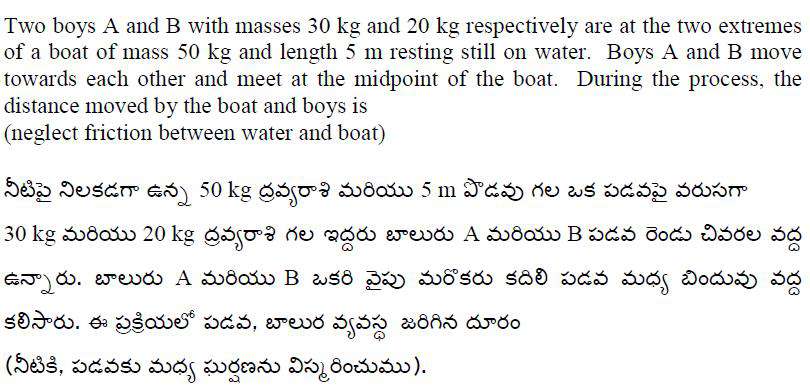 Two boys A and B with masses 30 kg and 20 kg respectively are at the two extremes
of a boat of mass 50 kg and length 5 m resting still on water.  Boys A and B move
towards each other and meet at the midpoint of the boat.  During the process, the
distance moved by the boat and boys is
(neglect friction between water and boat)
నీటిపై నిలకడగా ఉన్న 50 kg ద్రవ్యరాశి మరియు 5 m పొడవు గల ఒక పడవపై వరుసగా
30 kg మరియు 20 kg ద్రవ్యరాశి గల ఇద్దరు బాలురు A మరియు B పడవ రెండు చివరల వద్ద
ఉన్నారు. బాలురు A మరియు B ఒకరి వైపు మరొకరు కదిలి పడవ మధ్య బిందువు వద్ద
కలిసారు. ఈ ప్రక్రియలో పడవ, బాలుర వ్యవస్థ జరిగిన దూరం
(నీటికి, పడవకు మధ్య ఘర్షణను విస్మరించుము).